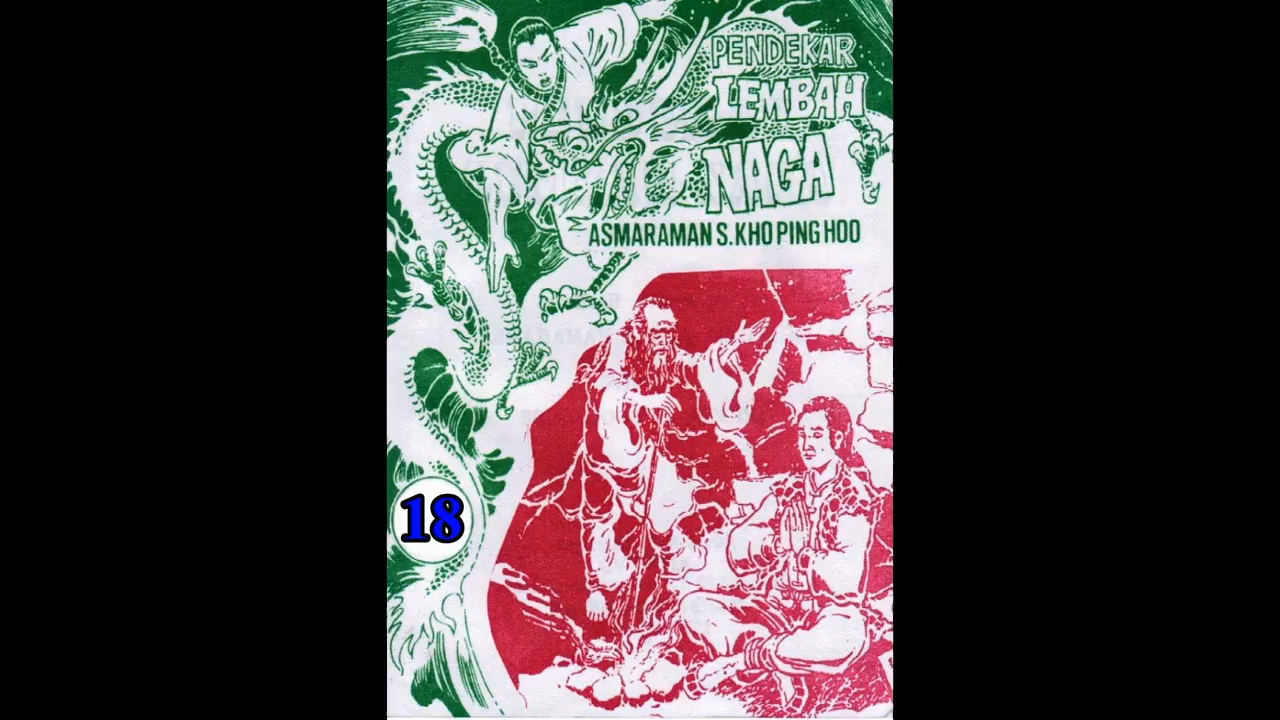 PENDEKAR
LEMBAH
NAGA
ASMARAMAN S. KHO PING HOO
18